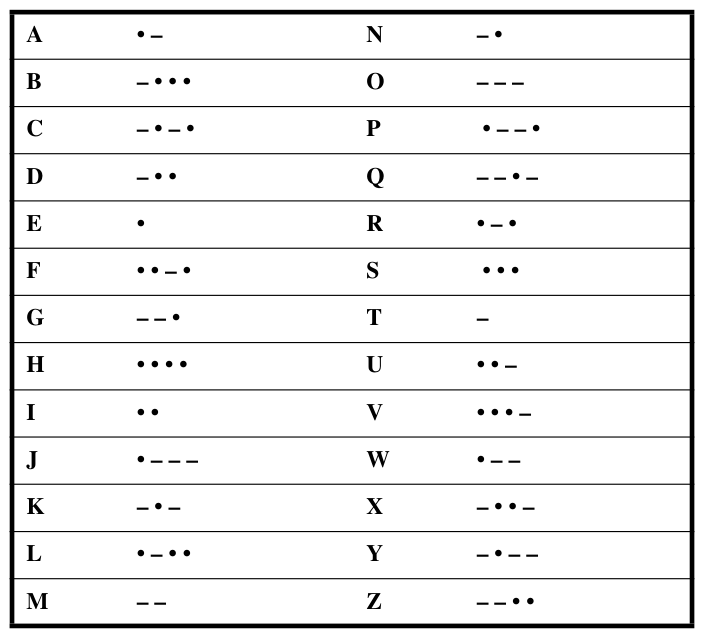 A •– N –•
B –••• O –––
C –•–• P •––•
D –•• Q ––•–
E • R •–•
F ••–• S •••
G ––• T –
H •••• U ••–
I •• V •••–
J •––– W •––
K –•– X –••–
L •–•• Y –•––
M –– Z ––••